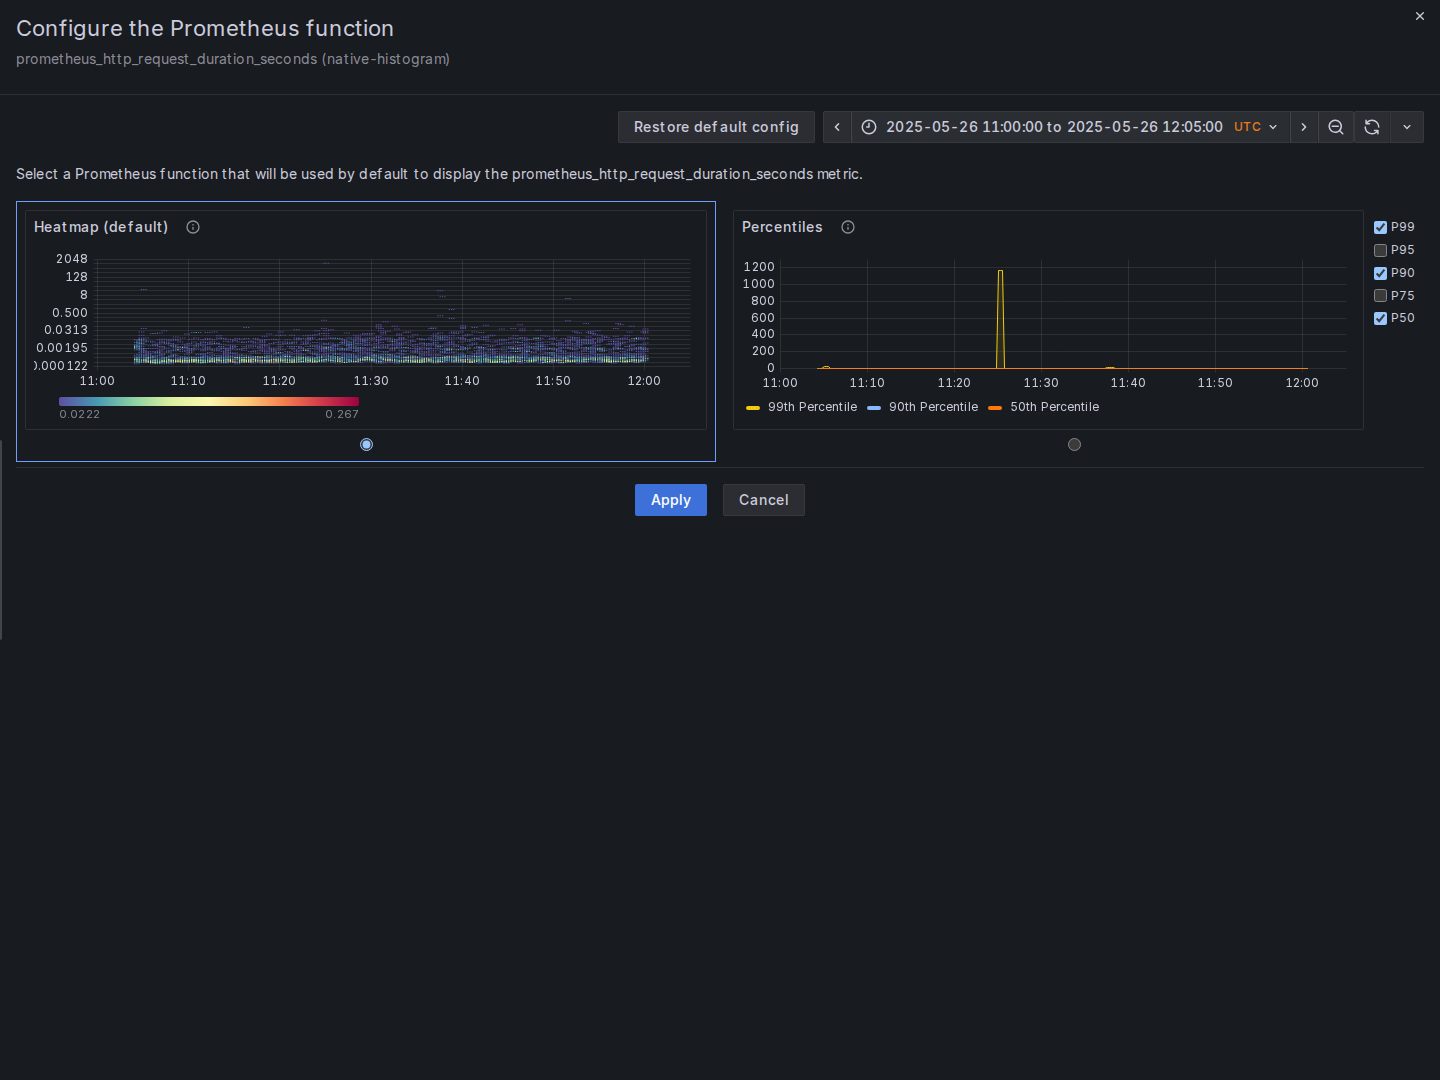 Configure the Prometheus function
prometheus_http_request_duration_seconds (native-histogram)
Restore default config
2025-05-26 11:00:00 to 2025-05-26 12:05:00 UTC
Select a Prometheus function that will be used by default to display the prometheus_http_request_duration_seconds metric.
Heatmap (default)
2048
128
8
0.500
0.0313
0.00195
0.000122
11:00 11:10 11:20 11:30 11:40 11:50 12:00
0.0222 0.267
Percentiles
1200
1000
800
600
400
200
0
11:00 11:10 11:20 11:30 11:40 11:50 12:00
99th Percentile 90th Percentile 50th Percentile
P99
P95
P90
P75
P50
Apply Cancel